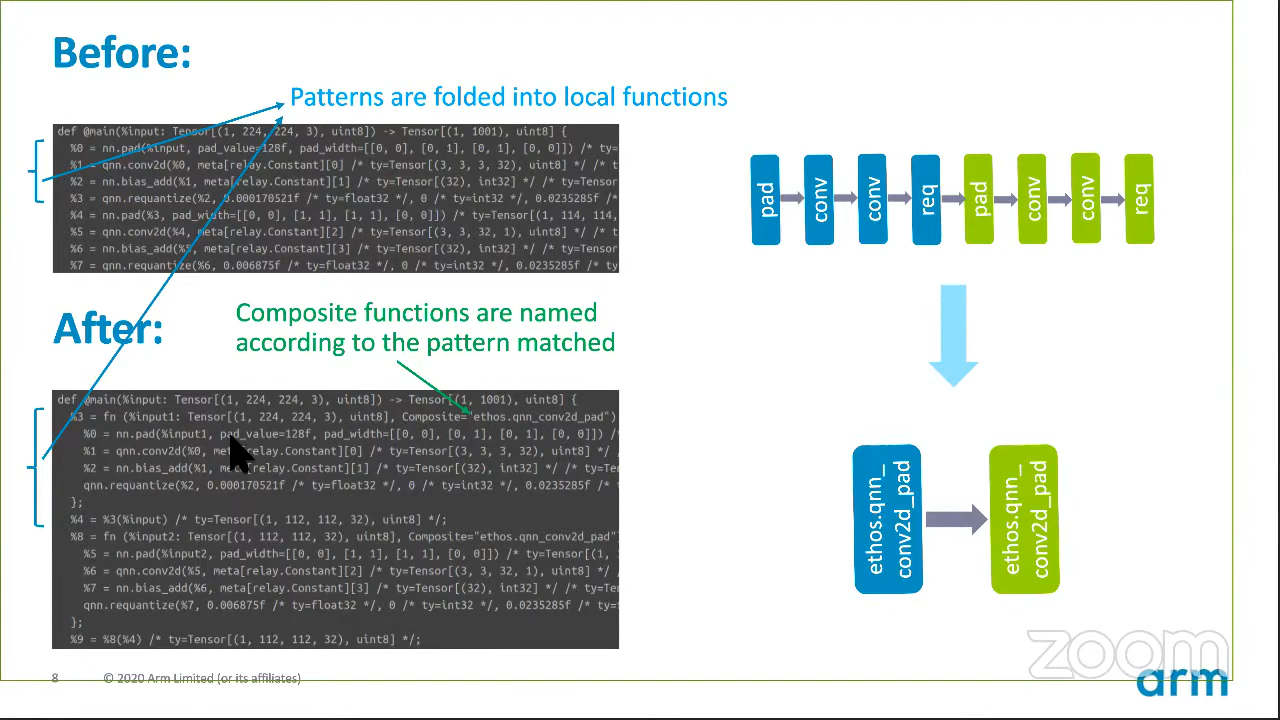 Before:
Patterns are folded into local functions
def @main(%input: Tensor[(1, 224, 224, 3), uint8]) -> Tensor[(1, 1001), uint8] {
%0 = nn.pad(%input, pad_value=128f, pad_width=[[0, 0], [0, 1], [0, 1], [0, 0]]) /* ty=
%1 = qnn.conv2d(%0, meta[relay.Constant][0] /* ty=Tensor[(3, 3, 3, 32), uint8] */ /* t
%2 = nn.bias_add(%1, meta[relay.Constant][1] /* ty=Tensor[(32), int32] */ /* ty=Tensor
%3 = qnn.requantize(%2, 0.000170521f /* ty=float32 */, 0 /* ty=int32 */, 0.0235285f /*
%4 = nn.pad(%3, pad_width=[[0, 0], [1, 1], [1, 1], [0, 0]]) /* ty=Tensor[(1, 114, 114,
%5 = qnn.conv2d(%4, meta[relay.Constant][2] /* ty=Tensor[(3, 3, 32, 1), uint8] */ /* t
%6 = nn.bias_add(%5, meta[relay.Constant][3] /* ty=Tensor[(32), int32] */ /* ty=Tensor
%7 = qnn.requantize(%6, 0.006875f /* ty=float32 */, 0 /* ty=int32 */, 0.0235285f /* ty
pad
conv
conv
req
pad
conv
conv
req
After:
Composite functions are named
according to the pattern matched
def @main(%input: Tensor[(1, 224, 224, 3), uint8]) -> Tensor[(1, 1001), uint8] {
%3 = fn (%input1: Tensor[(1, 224, 224, 3), uint8], Composite="ethos.qnn_conv2d_pad")
%0 = nn.pad(%input1, pad_value=128f, pad_width=[[0, 0], [0, 1], [0, 1], [0, 0]]) /*
%1 = qnn.conv2d(%0, meta[relay.Constant][0] /* ty=Tensor[(3, 3, 3, 32), uint8] */ /
%2 = nn.bias_add(%1, meta[relay.Constant][1] /* ty=Tensor[(32), int32] */ /* ty=Ten
qnn.requantize(%2, 0.000170521f /* ty=float32 */, 0 /* ty=int32 */, 0.0235285f /* t
};
%4 = %3(%input) /* ty=Tensor[(1, 112, 112, 32), uint8] */;
%8 = fn (%input2: Tensor[(1, 112, 112, 32), uint8], Composite="ethos.qnn_conv2d_pad"
%5 = nn.pad(%input2, pad_width=[[0, 0], [1, 1], [1, 1], [0, 0]]) /* ty=Tensor[(1,
%6 = qnn.conv2d(%5, meta[relay.Constant][2] /* ty=Tensor[(3, 3, 32, 1), uint8] */ /
%7 = nn.bias_add(%6, meta[relay.Constant][3] /* ty=Tensor[(32), int32] */ /* ty=Ten
qnn.requantize(%7, 0.006875f /* ty=float32 */, 0 /* ty=int32 */, 0.0235285f /* ty
};
%9 = %8(%4) /* ty=Tensor[(1, 112, 112, 32), uint8] */;
ethos.qnn_
conv2d_pad
ethos.qnn_
conv2d_pad
zoom
arm
8 © 2020 Arm Limited (or its affiliates)